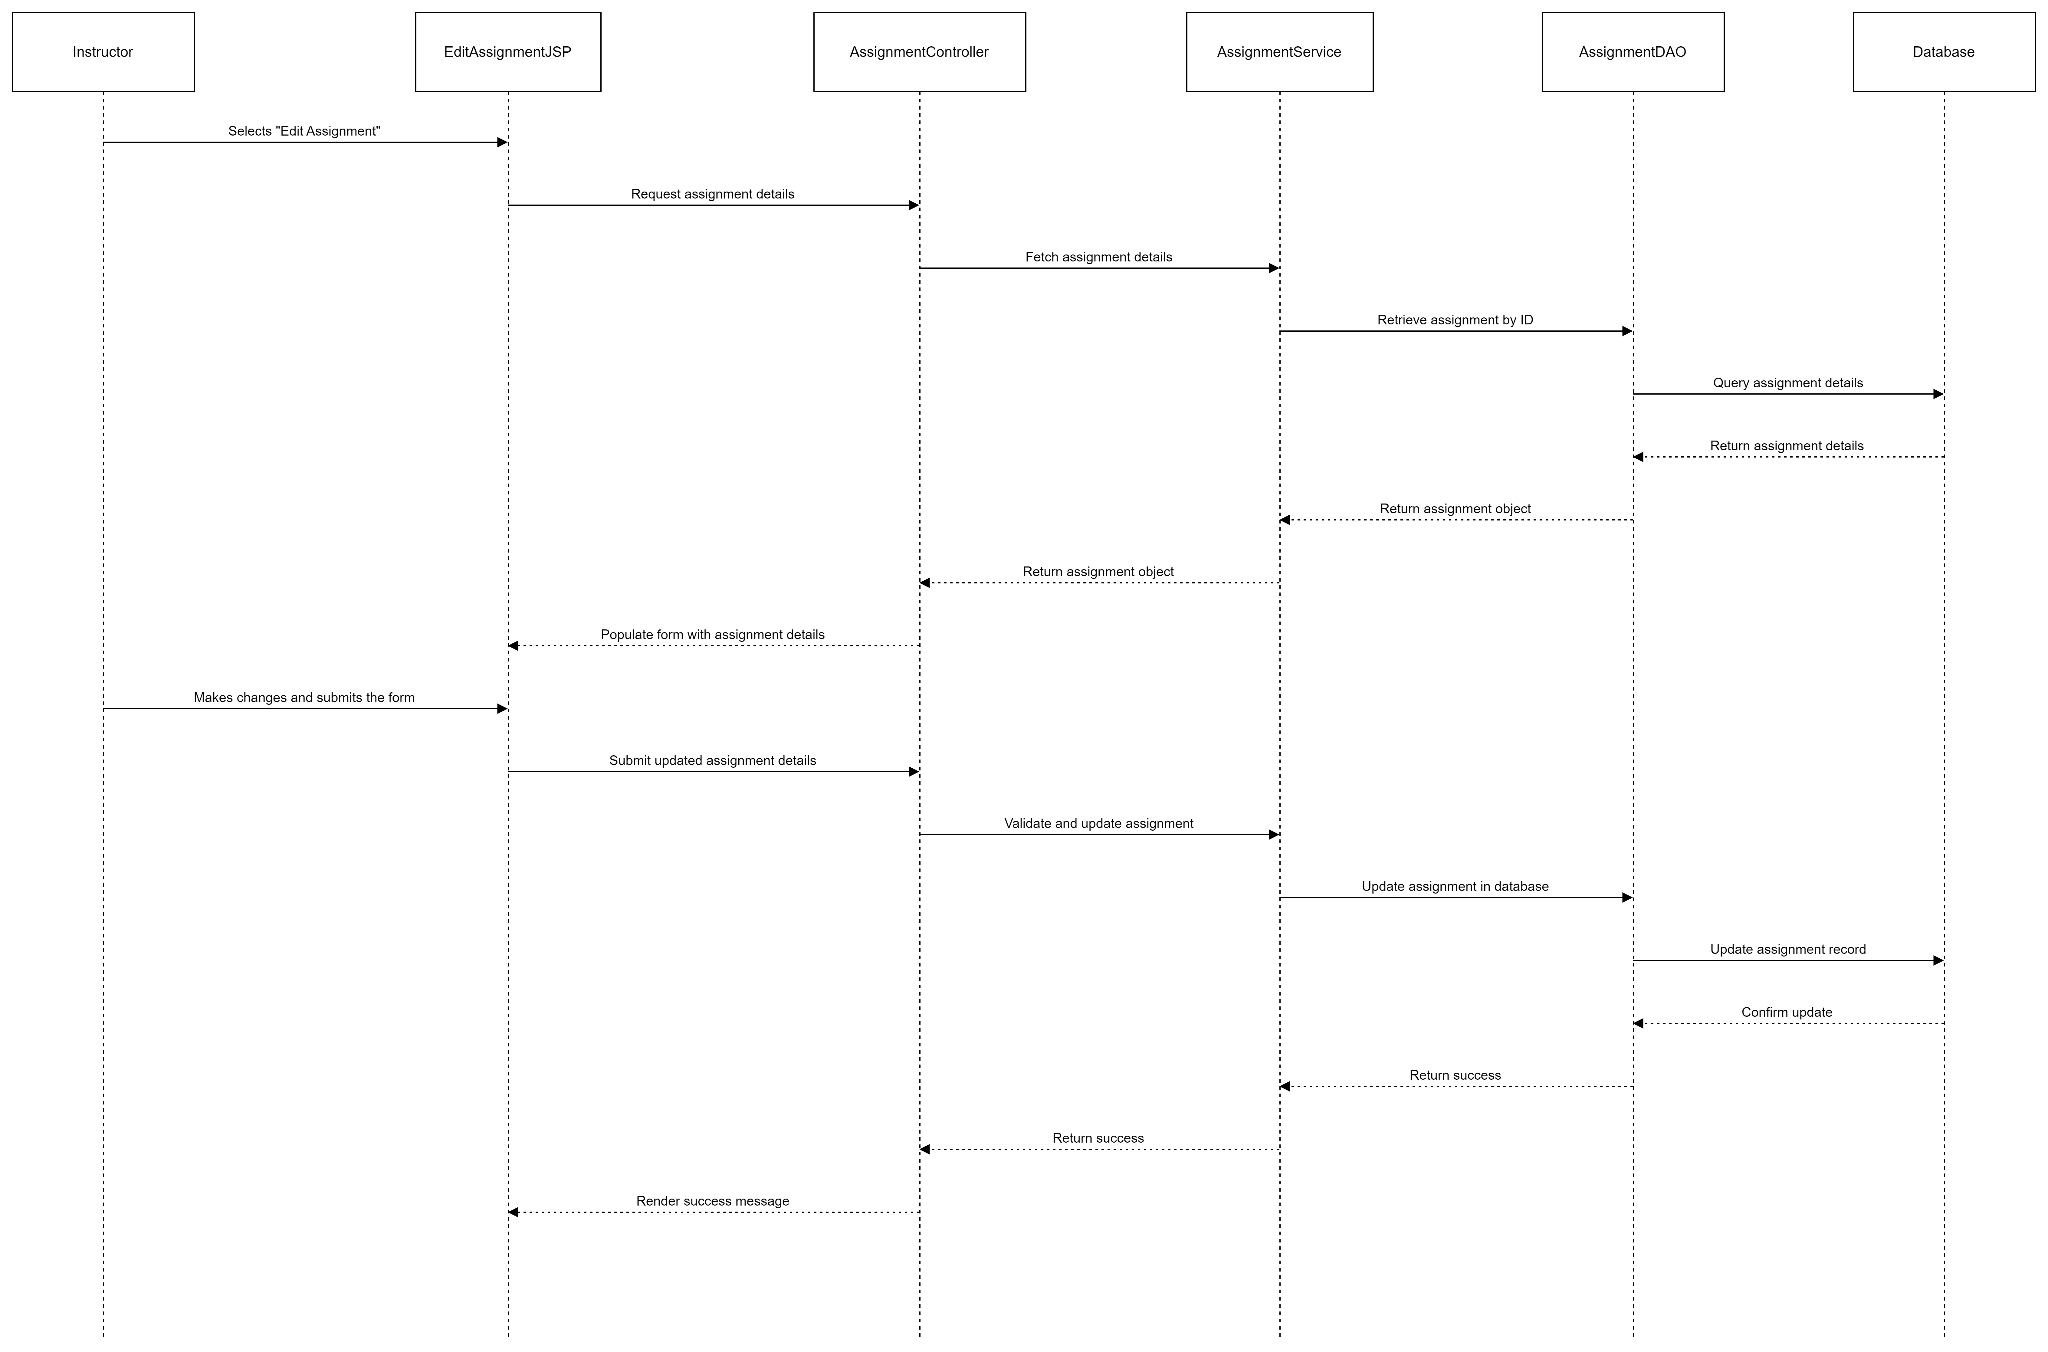 Instructor
EditAssignmentJSP
AssignmentController
AssignmentService
AssignmentDAO
Database
Selects "Edit Assignment"
Request assignment details
Fetch assignment details
Retrieve assignment by ID
Query assignment details
Return assignment details
Return assignment object
Return assignment object
Populate form with assignment details
Makes changes and submits the form
Submit updated assignment details
Validate and update assignment
Update assignment in database
Update assignment record
Confirm update
Return success
Return success
Render success message